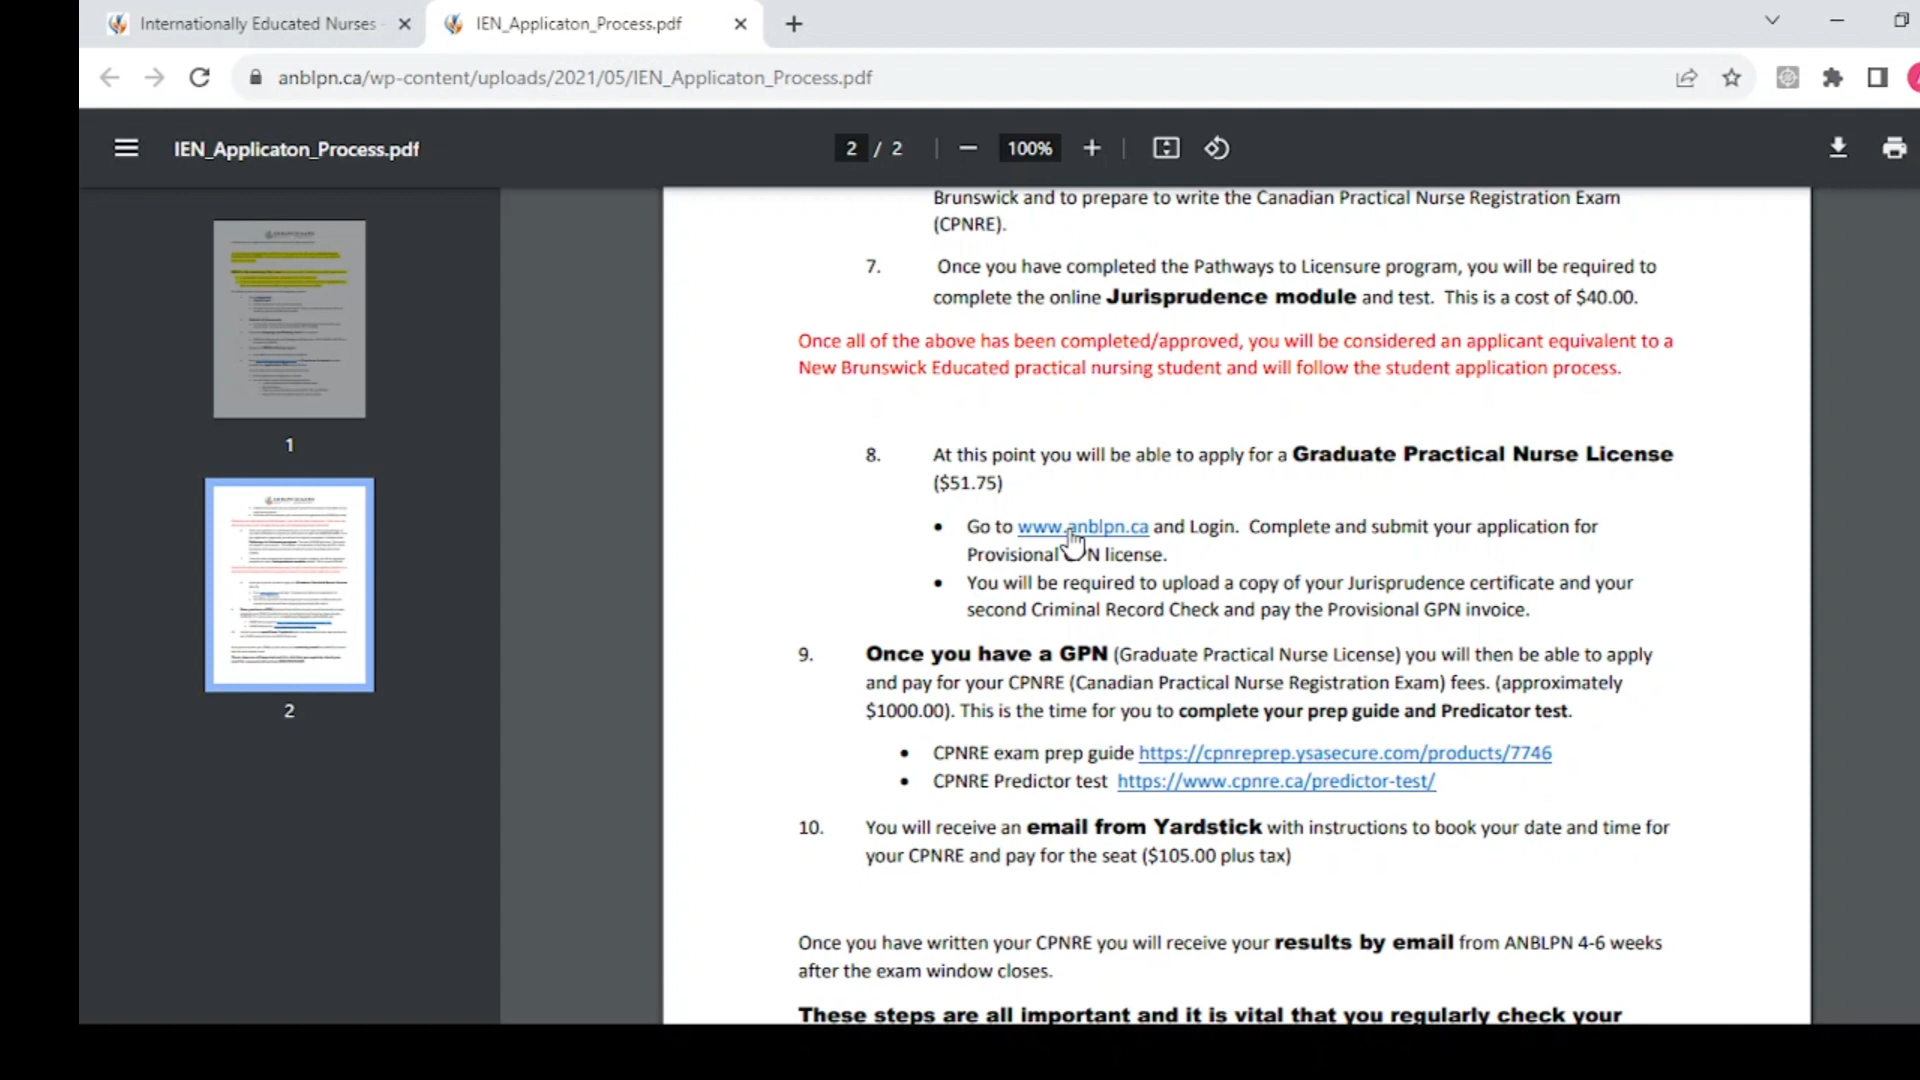 Internationally Educated Nurses
IEN_Applicaton_Process.pdf
anblpn.ca/wp-content/uploads/2021/05/IEN_Applicaton_Process.pdf
IEN_Applicaton_Process.pdf
2 / 2
100%
1
2
Brunswick and to prepare to write the Canadian Practical Nurse Registration Exam
(CPNRE).
7. Once you have completed the Pathways to Licensure program, you will be required to
complete the online Jurisprudence module and test. This is a cost of $40.00.
Once all of the above has been completed/approved, you will be considered an applicant equivalent to a
New Brunswick Educated practical nursing student and will follow the student application process.
8. At this point you will be able to apply for a Graduate Practical Nurse License
($51.75)
• Go to www.anblpn.ca and Login. Complete and submit your application for
Provisional N license.
• You will be required to upload a copy of your Jurisprudence certificate and your
second Criminal Record Check and pay the Provisional GPN invoice.
9. Once you have a GPN (Graduate Practical Nurse License) you will then be able to apply
and pay for your CPNRE (Canadian Practical Nurse Registration Exam) fees. (approximately
$1000.00). This is the time for you to complete your prep guide and Predicator test.
• CPNRE exam prep guide https://cpnreprep.ysasecure.com/products/7746
• CPNRE Predictor test https://www.cpnre.ca/predictor-test/
10. You will receive an email from Yardstick with instructions to book your date and time for
your CPNRE and pay for the seat ($105.00 plus tax)
Once you have written your CPNRE you will receive your results by email from ANBLPN 4-6 weeks
after the exam window closes.
These steps are all important and it is vital that you regularly check your